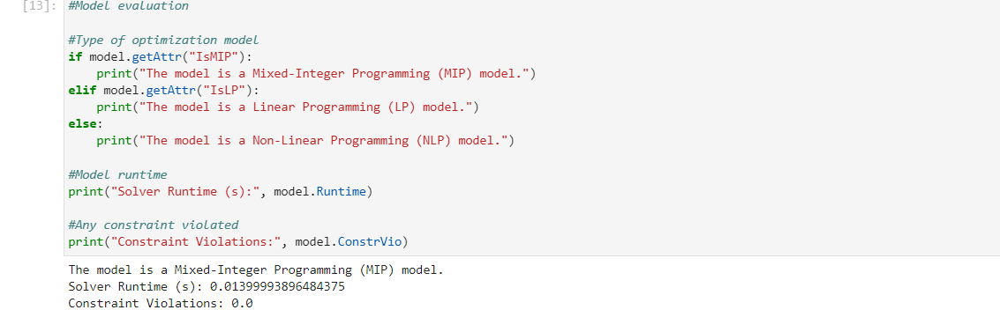 [13]: #Model evaluation
#Type of optimization model
if model.getAttr("IsMIP"):
    print("The model is a Mixed-Integer Programming (MIP) model.")
elif model.getAttr("IsLP"):
    print("The model is a Linear Programming (LP) model.")
else:
    print("The model is a Non-Linear Programming (NLP) model.")
#Model runtime
print("Solver Runtime (s):", model.Runtime)
#Any constraint violated
print("Constraint Violations:", model.ConstrVio)
The model is a Mixed-Integer Programming (MIP) model.
Solver Runtime (s): 0.01399993896484375
Constraint Violations: 0.0